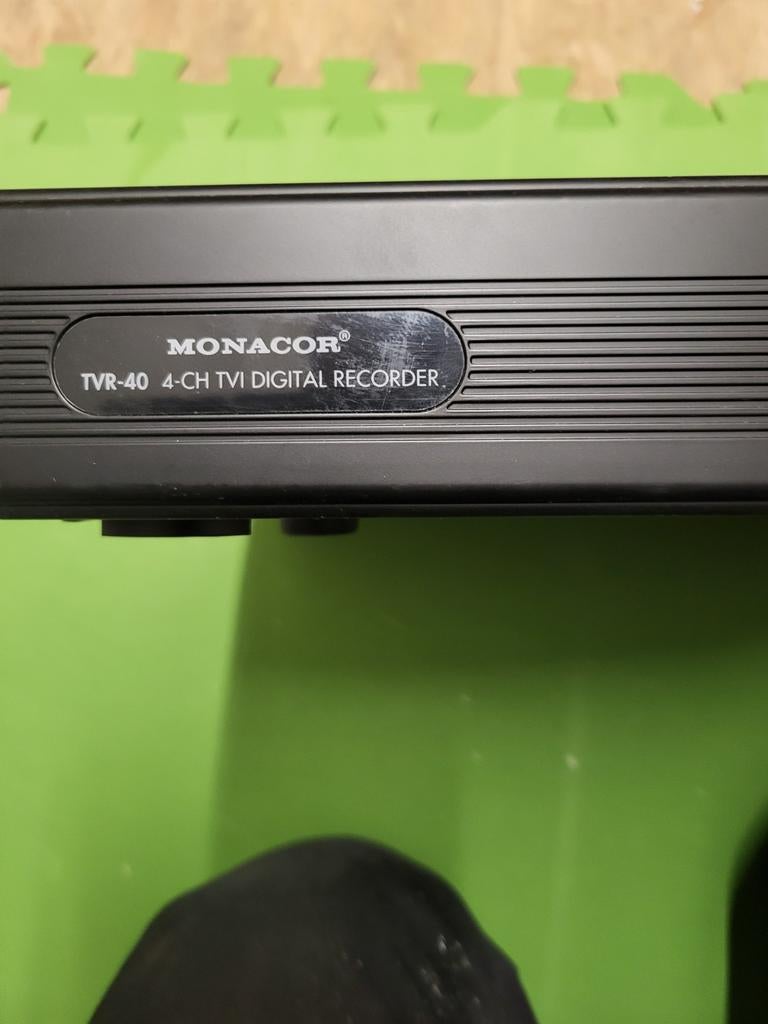 MONACOR®
TVR-40 4-CH TVI DIGITAL RECORDER